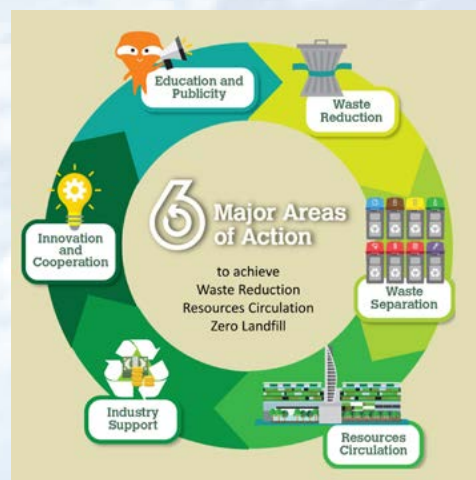 Education and
Publicity
Waste
Reduction
Waste
Separation
Resources
Circulation
Industry
Support
Innovation
and
Cooperation
6 Major Areas
of Action
to achieve
Waste Reduction
Resources Circulation
Zero Landfill